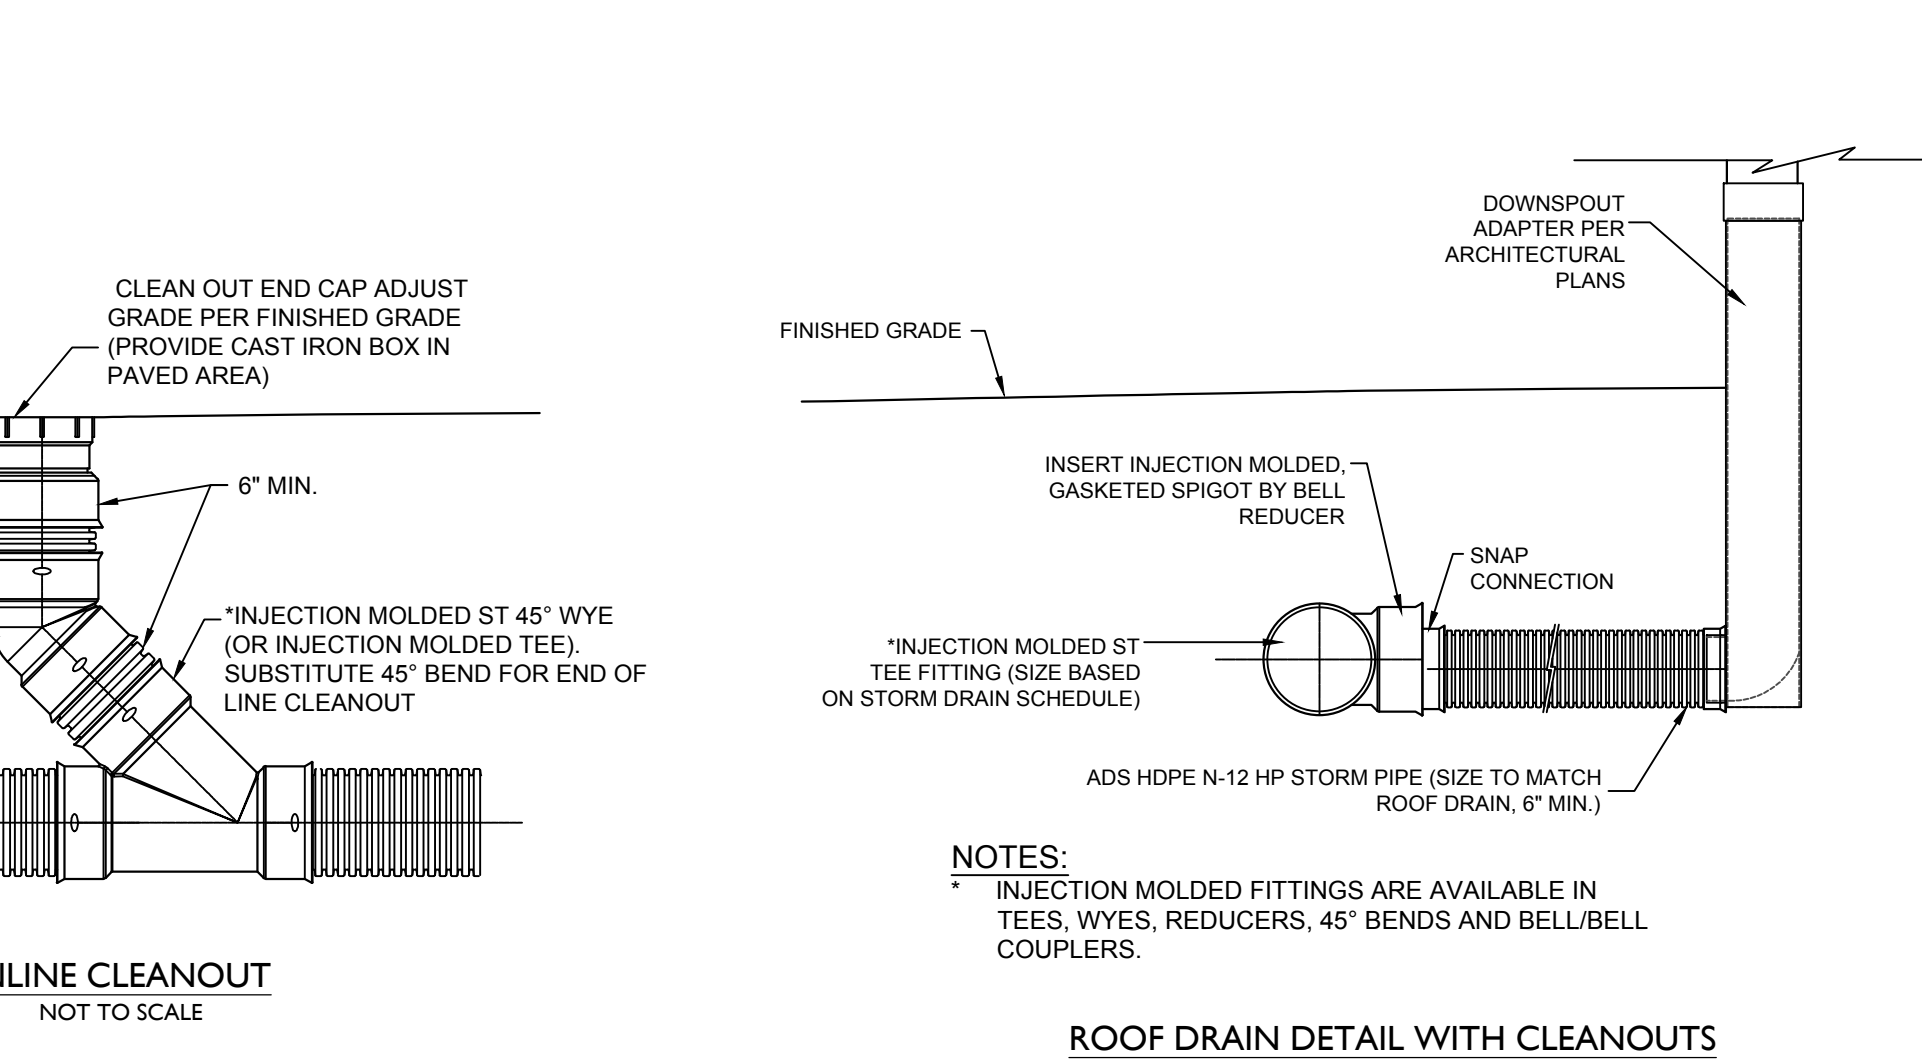 CLEAN OUT END CAP ADJUST
GRADE PER FINISHED GRADE
(PROVIDE CAST IRON BOX IN
PAVED AREA)
6" MIN.
*INJECTION MOLDED ST 45° WYE
(OR INJECTION MOLDED TEE).
SUBSTITUTE 45° BEND FOR END OF
LINE CLEANOUT
NLINE CLEANOUT
NOT TO SCALE
DOWNSPOUT
ADAPTER PER
ARCHITECTURAL
PLANS
FINISHED GRADE
INSERT INJECTION MOLDED,
GASKETED SPIGOT BY BELL
REDUCER
SNAP
CONNECTION
*INJECTION MOLDED ST
TEE FITTING (SIZE BASED
ON STORM DRAIN SCHEDULE)
ADS HDPE N-12 HP STORM PIPE (SIZE TO MATCH
ROOF DRAIN, 6" MIN.)
NOTES:
* INJECTION MOLDED FITTINGS ARE AVAILABLE IN
TEES, WYES, REDUCERS, 45° BENDS AND BELL/BELL
COUPLERS.
ROOF DRAIN DETAIL WITH CLEANOUTS